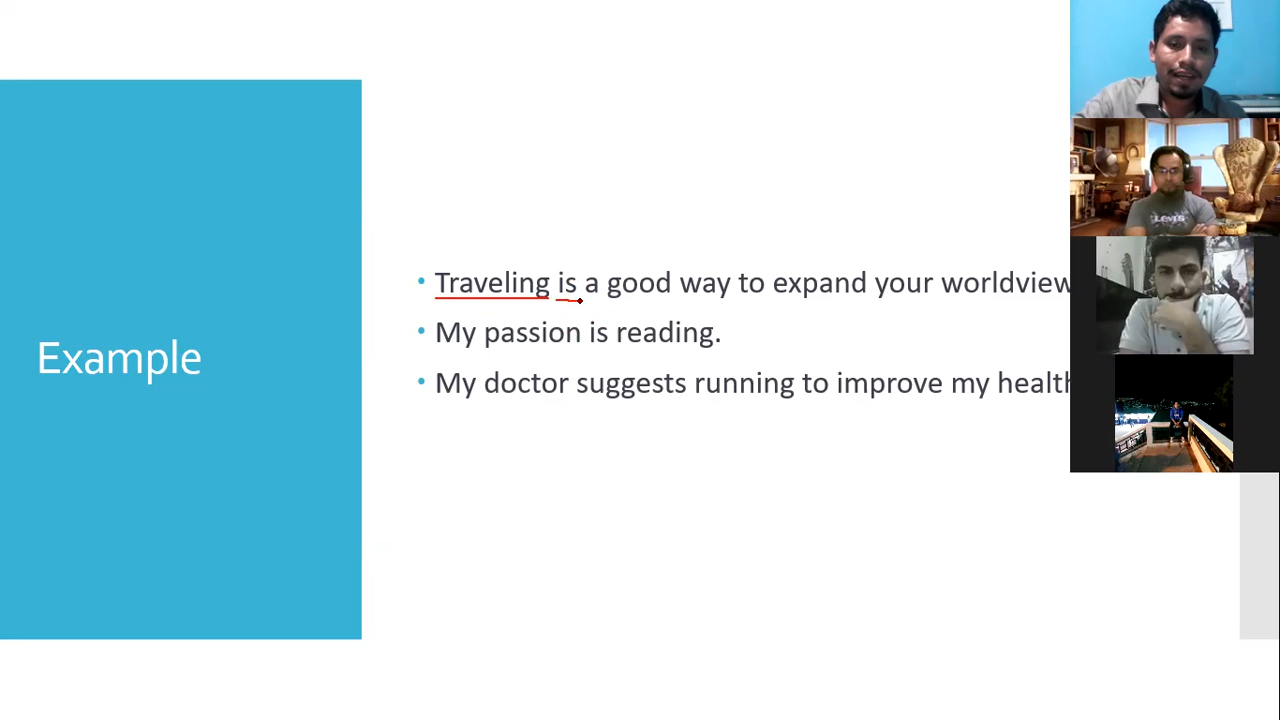 Example
• Traveling is a good way to expand your worldview
• My passion is reading.
• My doctor suggests running to improve my health
LEVI'S